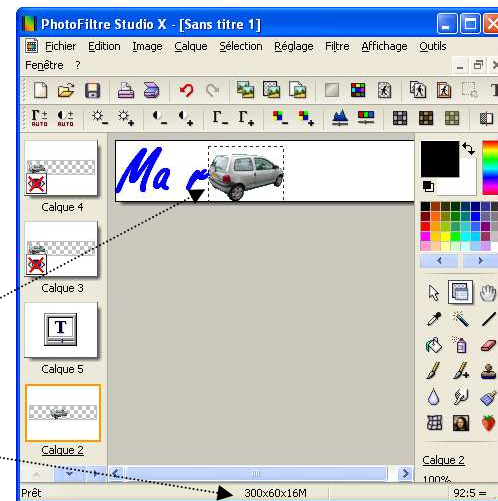 PhotoFiltre Studio X - [Sans titre 1]
Fichier Edition Image Calque Sélection Réglage Filtre Affichage Outils
Fenêtre ?
AUTO AUTO
Ma r
Calque 4
Calque 3
T
Calque 5
Calque 2
Calque 2
100%
Prêt 300x60x16M 92:5 =